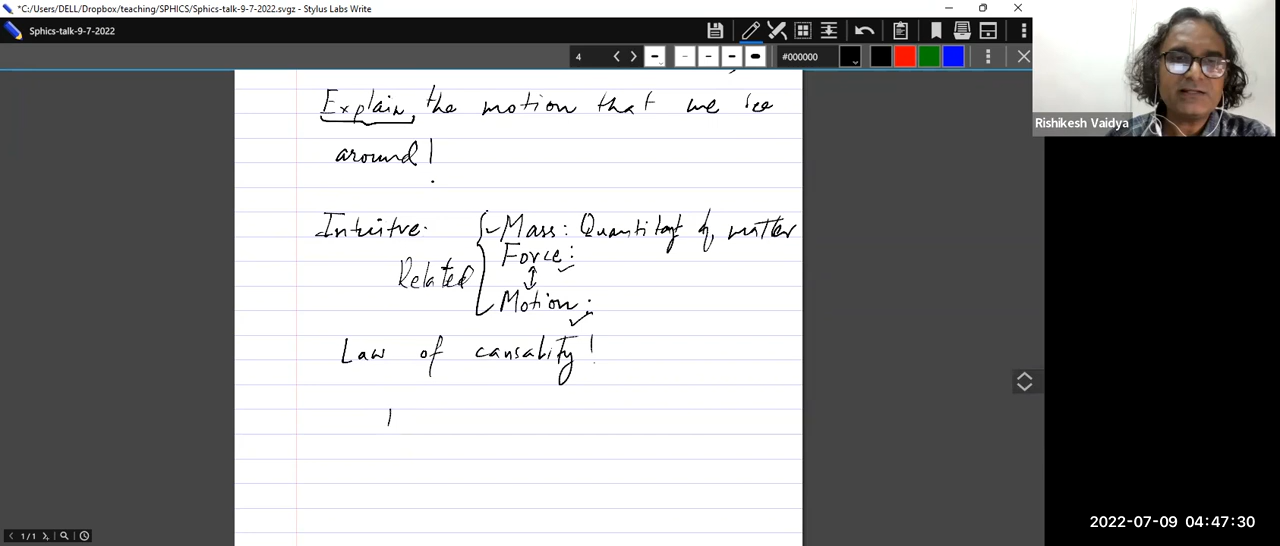 *C:/Users/DELL/Dropbox/teaching/SPHICS/Sphics-talk-9-7-2022.svgz - Stylus Labs Write
Sphics-talk-9-7-2022
4
#000000
Rishikesh Vaidya
Explain, the motion that we see
around!
Intuitve.
Mass: Quantity of matter
Force:
Related
Motion:
Law of causality!
1/1
2022-07-09 04:47:30